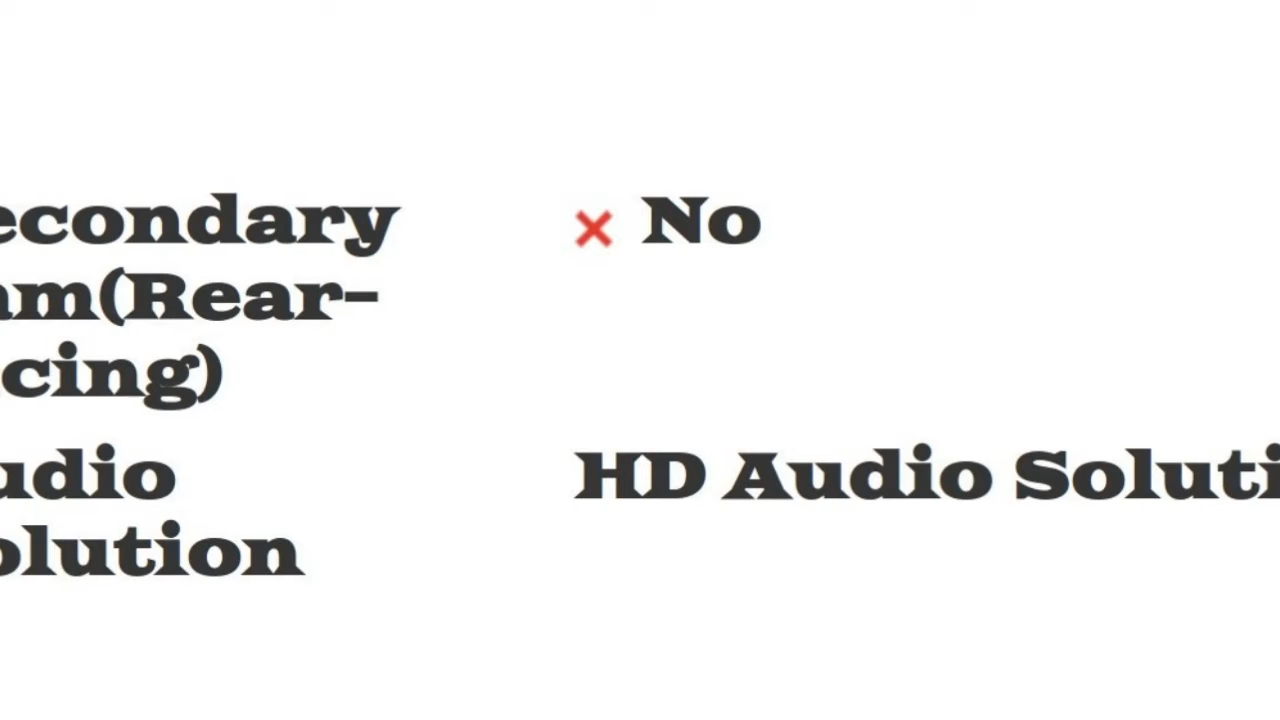 econdary
am(Rear-
cing)
❌ No
udio
olution
HD Audio Soluti